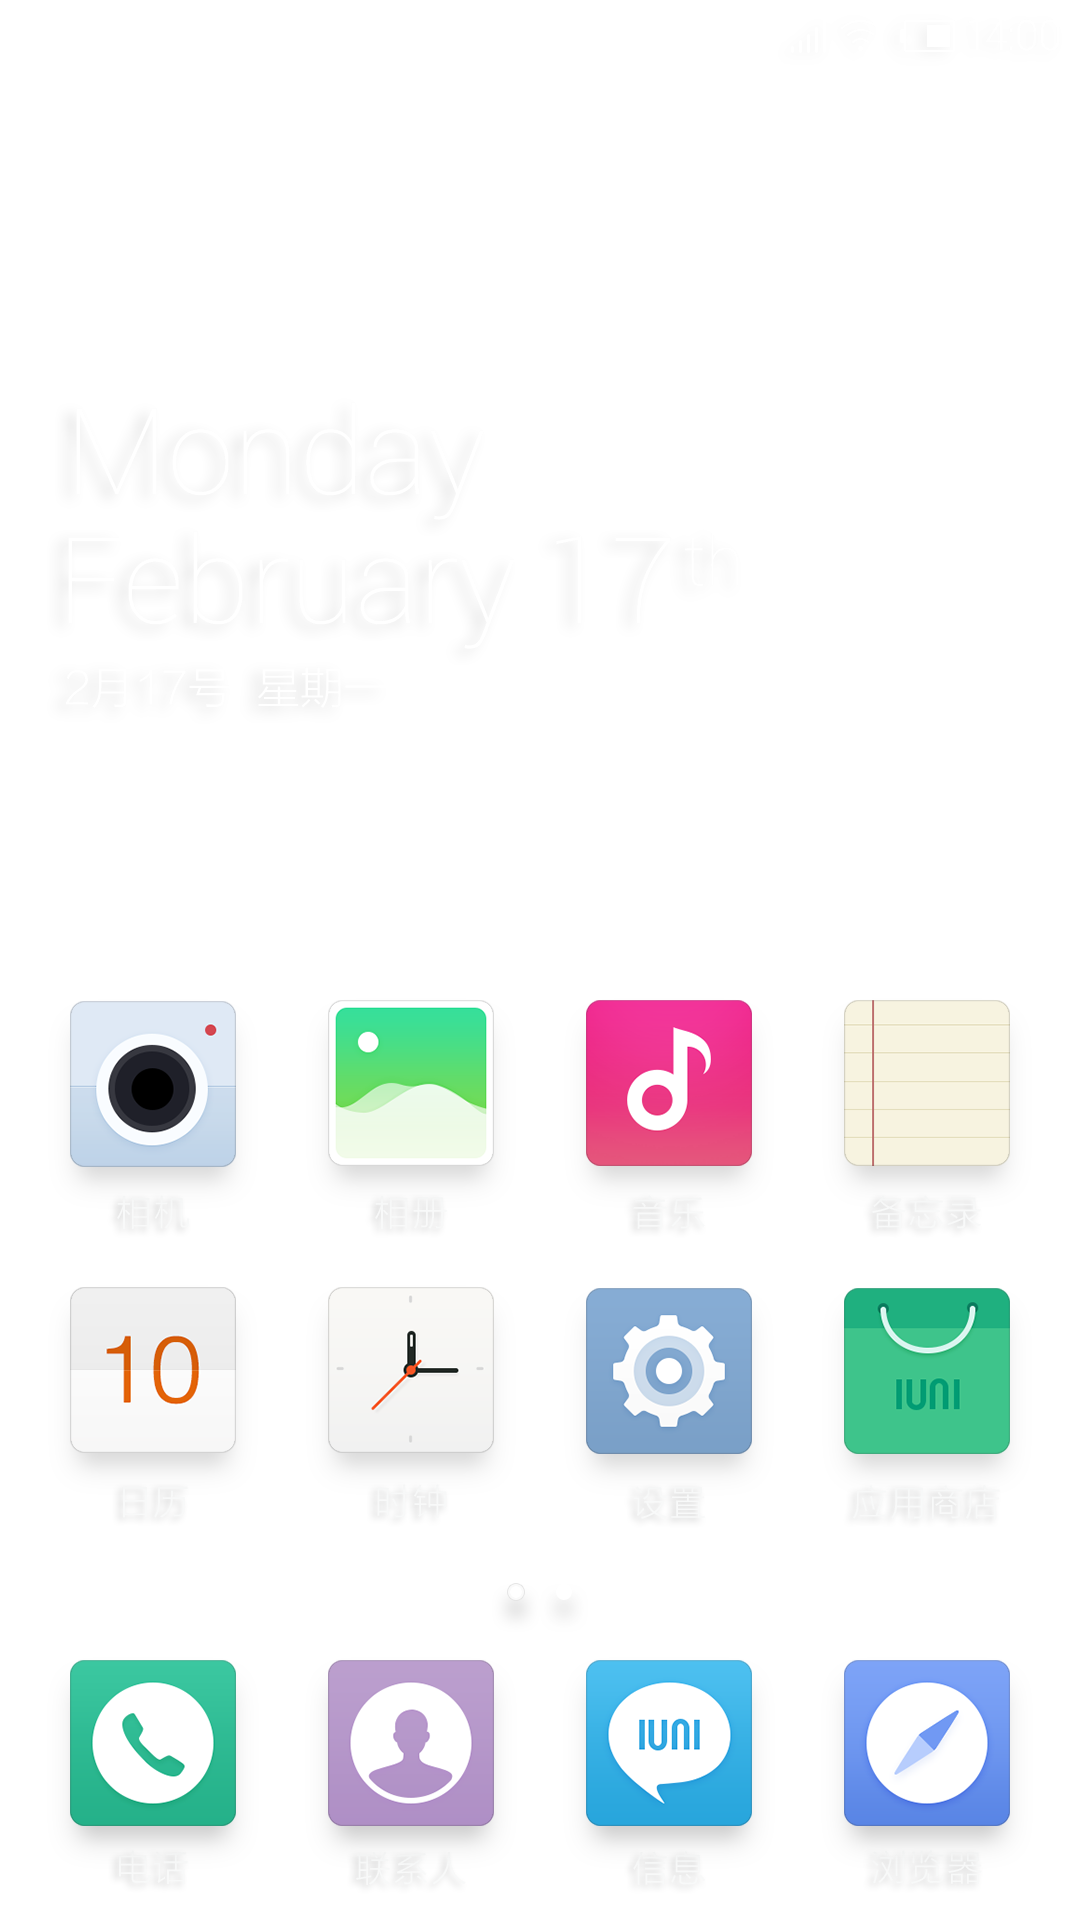 Monday
February 17th
2月17号 星期一
相机 相册 音乐 备忘录
10
IUNI
日历 时钟 设置 应用商店
IUNI
电话 联系人 信息 浏览器